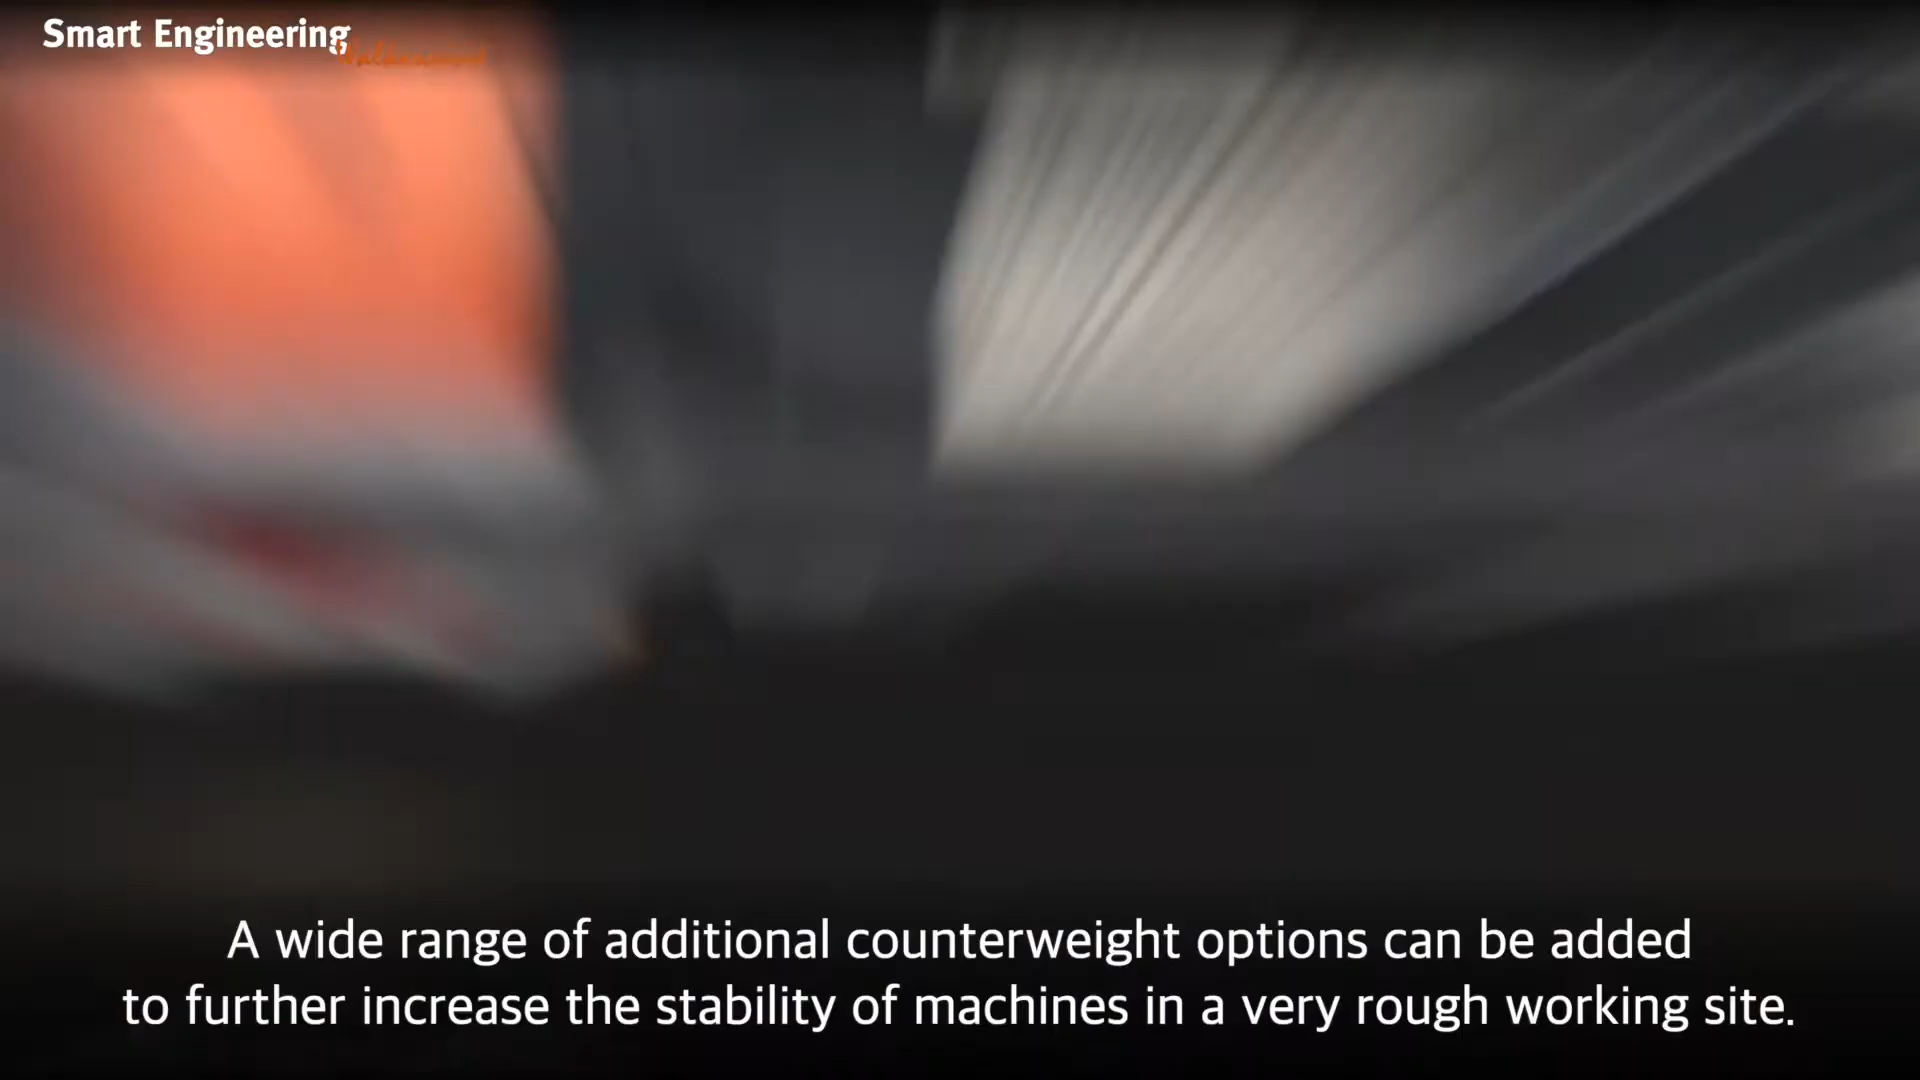 Smart Engineering
Walkaround
A wide range of additional counterweight options can be added
to further increase the stability of machines in a very rough working site.